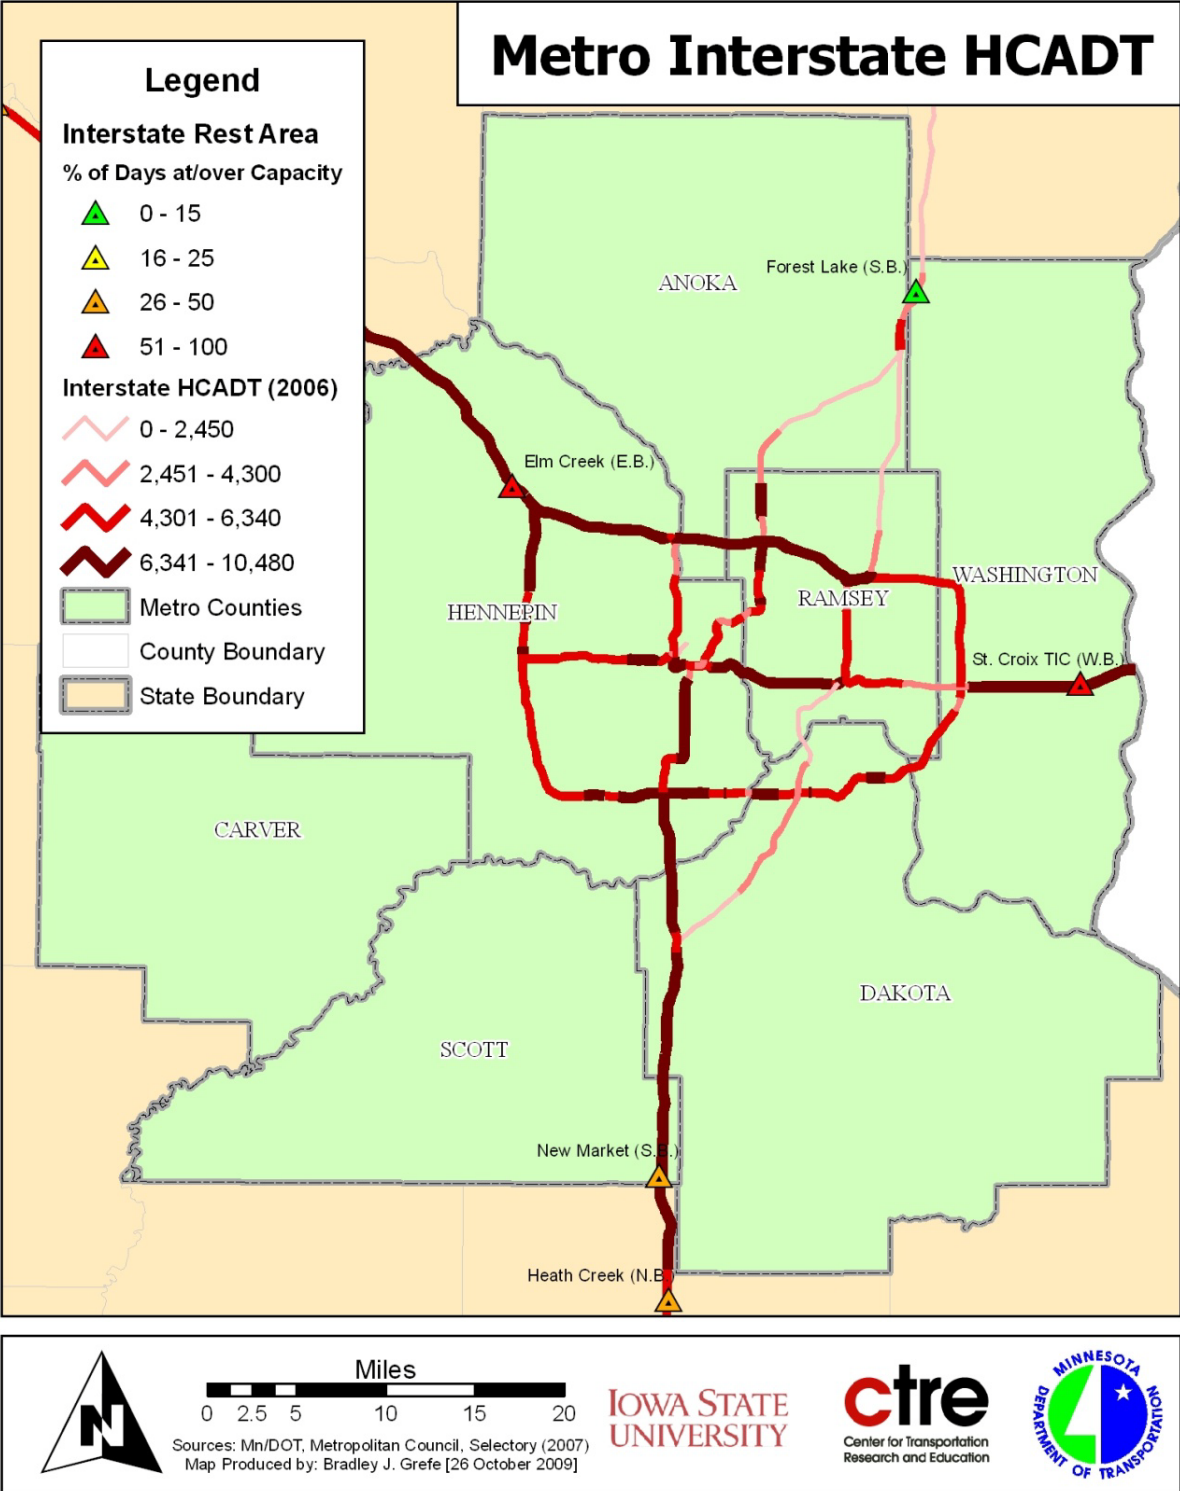 Metro Interstate HCADT
Legend
Interstate Rest Area
% of Days at/over Capacity
0 - 15
16 - 25
26 - 50
51 - 100
Interstate HCADT (2006)
0 - 2,450
2,451 - 4,300
4,301 - 6,340
6,341 - 10,480
Metro Counties
County Boundary
State Boundary
Forest Lake (S.B.)
ANOKA
Elm Creek (E.B.)
WASHINGTON
RAMSEY
HENNEPIN
St. Croix TIC (W.B.)
CARVER
DAKOTA
SCOTT
New Market (S.B.)
Heath Creek (N.B.)
N
Miles
0 2.5 5 10 15 20
Sources: Mn/DOT, Metropolitan Council, Selectory (2007)
Map Produced by: Bradley J. Grefe [26 October 2009]
IOWA STATE
UNIVERSITY
ctre
Center for Transportation
Research and Education
MINNESOTA
DEPARTMENT OF TRANSPORTATION